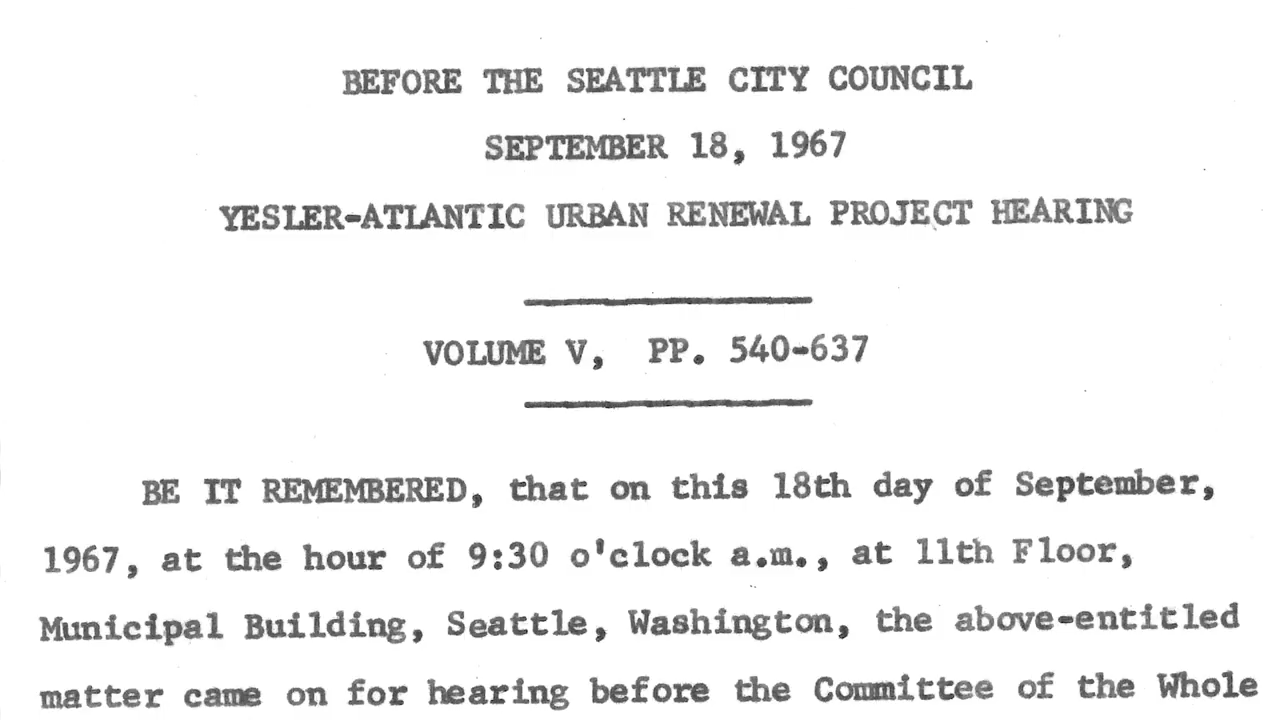 BEFORE THE SEATTLE CITY COUNCIL
SEPTEMBER 18, 1967
YESLER-ATLANTIC URBAN RENEWAL PROJECT HEARING
VOLUME V, PP. 540-637
BE IT REMEMBERED, that on this 18th day of September,
1967, at the hour of 9:30 o'clock a.m., at 11th Floor,
Municipal Building, Seattle, Washington, the above-entitled
matter came on for hearing before the Committee of the Whole